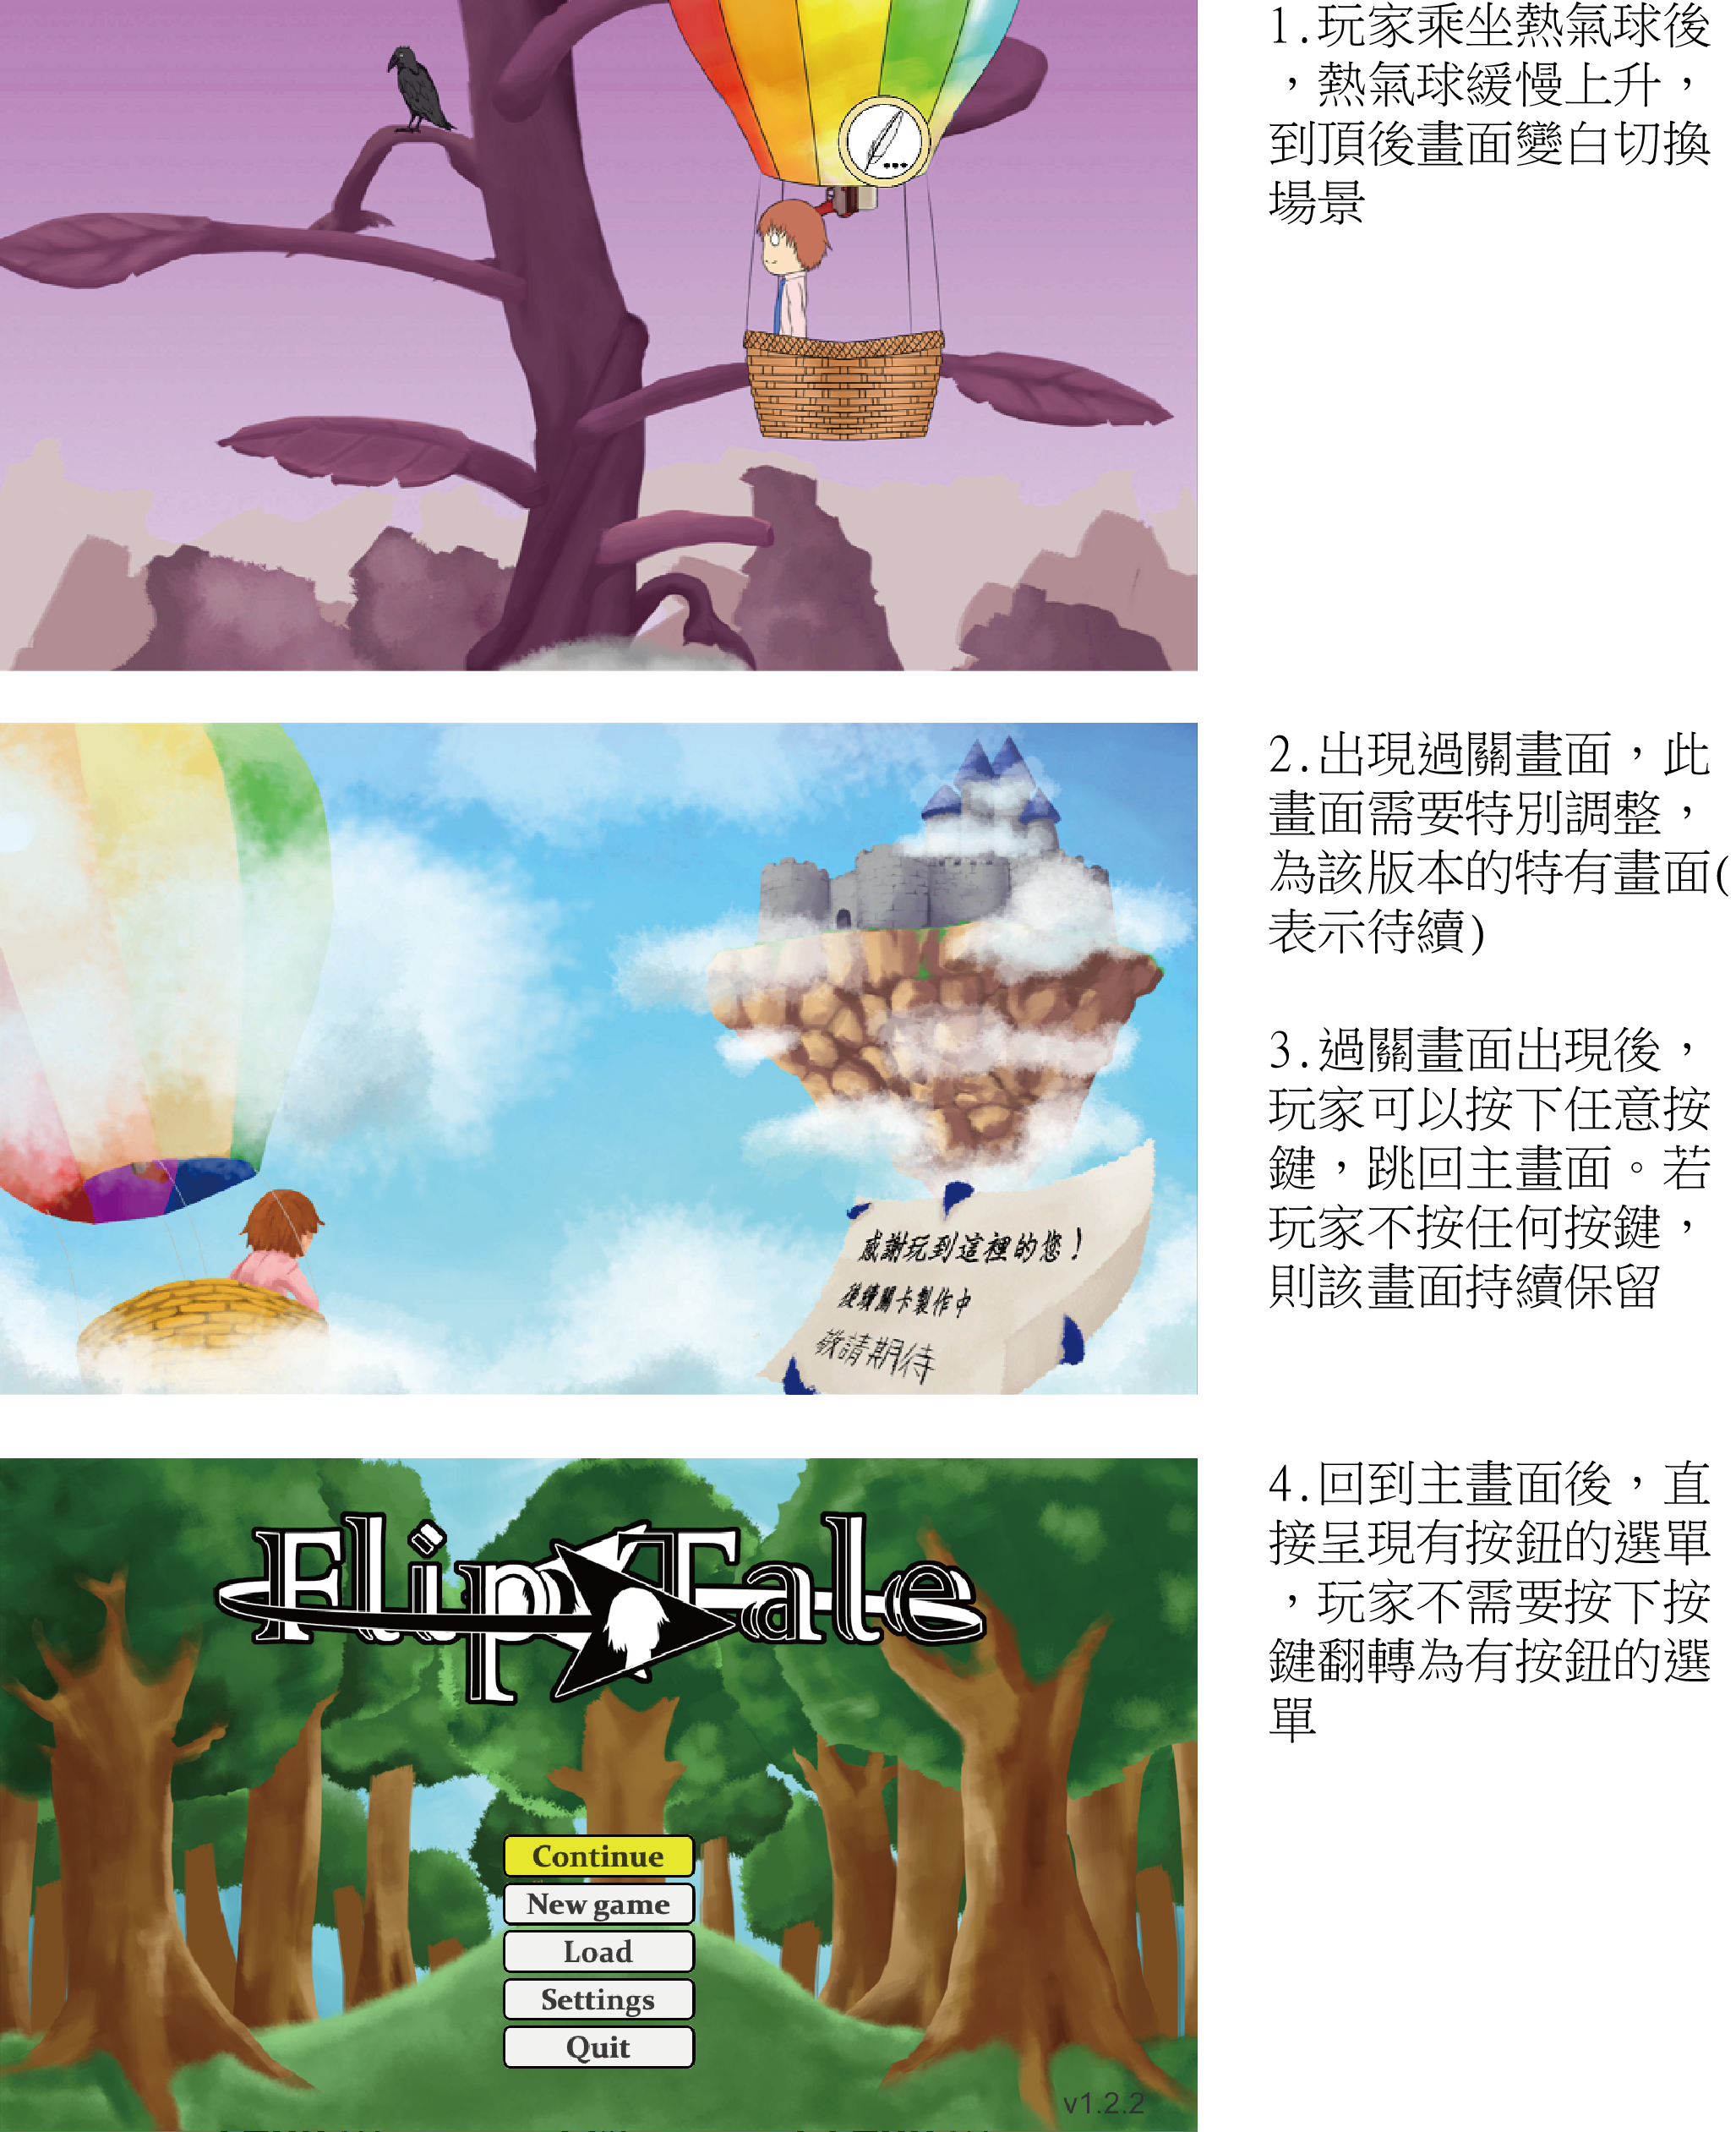 1.玩家乘坐熱氣球後
，熱氣球緩慢上升，
到頂後畫面變白切換
場景
2.出現過關畫面，此
畫面需要特別調整，
為該版本的特有畫面(
表示待續)
3.過關畫面出現後，
玩家可以按下任意按
鍵，跳回主畫面。若
玩家不按任何按鍵，
則該畫面持續保留
感謝玩到這裡的您！
後續關卡製作中
敬請期待
Flip Tale
Continue
New game
Load
Settings
Quit
v1.2.2
4.回到主畫面後，直
接呈現有按鈕的選單
，玩家不需要按下按
鍵翻轉為有按鈕的選
單